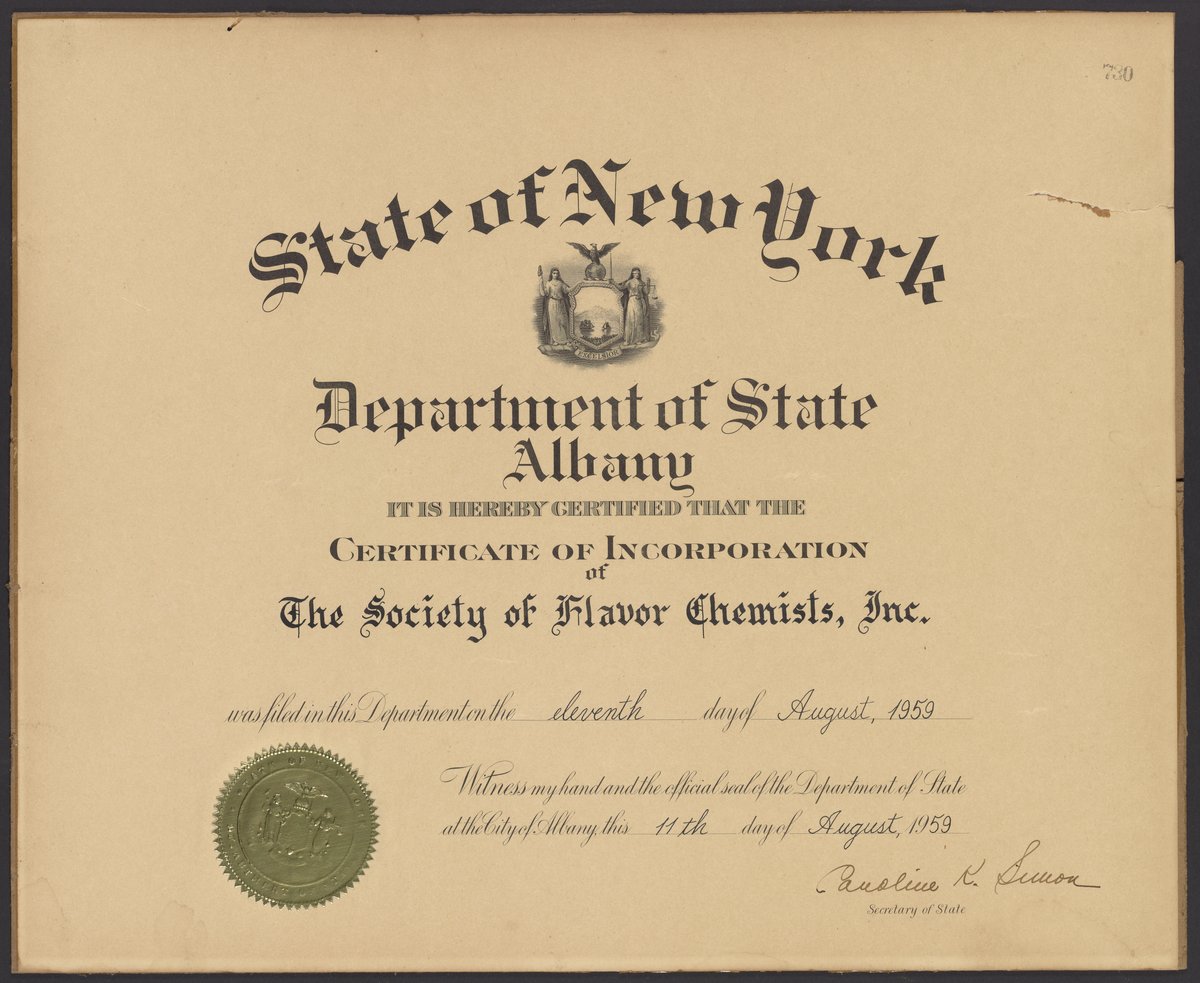 730
State of New York
EXCELSIOR
Department of State
Albany
IT IS HEREBY CERTIFIED THAT THE
CERTIFICATE OF INCORPORATION
of
The Society of Flavor Chemists, Inc.
was filed in this Department on the eleventh day of August, 1959
Witness my hand and the official seal of the Department of State
at the City of Albany, this 11th day of August, 1959
Caroline K. Simon
Secretary of State